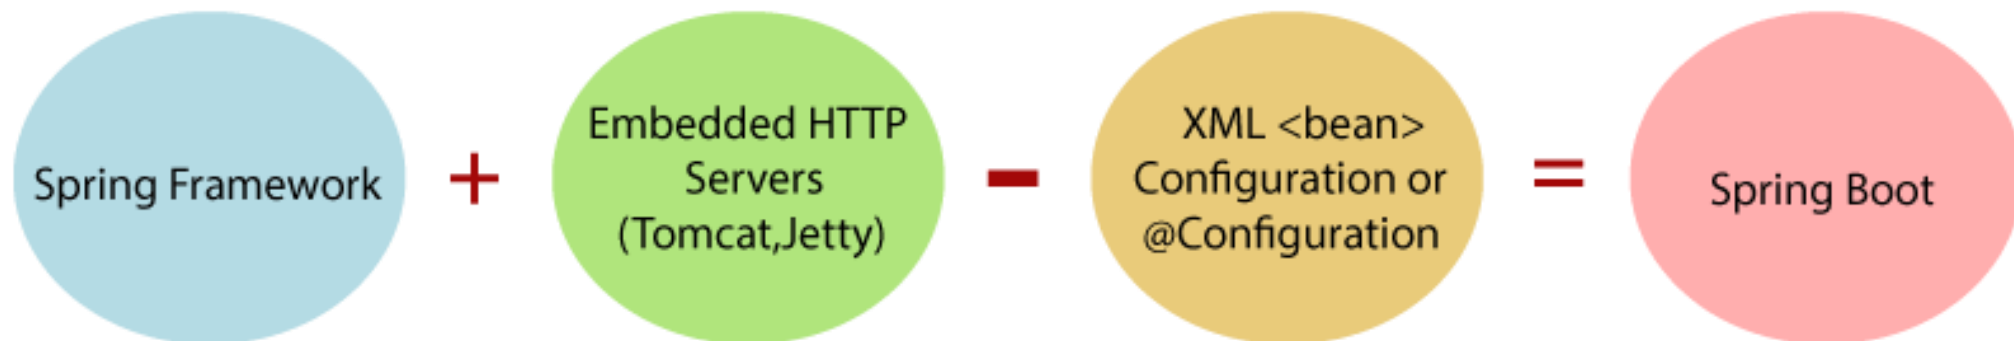 Spring Framework
+
Embedded HTTP
Servers
(Tomcat,Jetty)
-
XML <bean>
Configuration or
@Configuration
=
Spring Boot